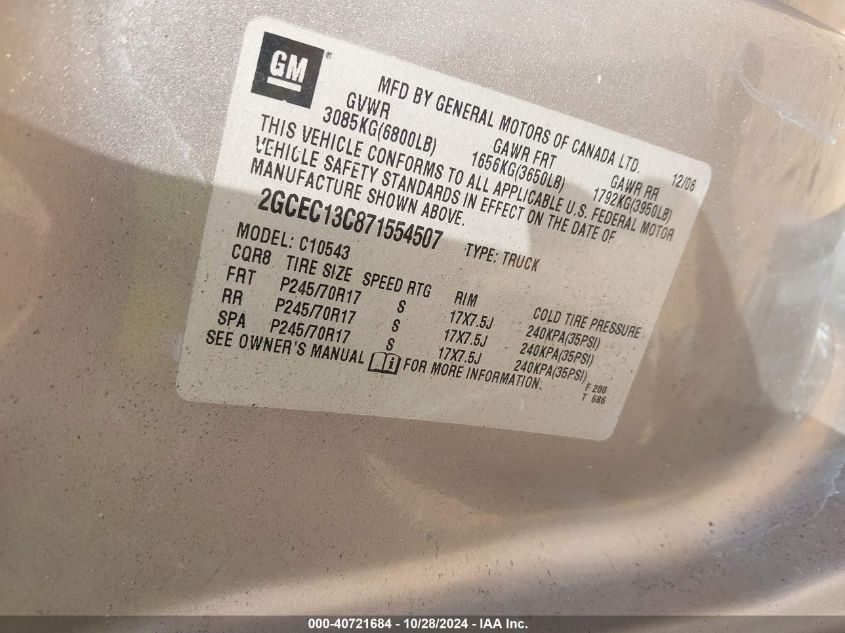 GM®
MFD BY GENERAL MOTORS OF CANADA LTD.
12/06
GVWR
GAWR FRT
GAWR RR
3085KG(6800LB)
1656KG(3650LB)
1792KG(3950LB)
THIS VEHICLE CONFORMS TO ALL APPLICABLE U.S. FEDERAL MOTOR
VEHICLE SAFETY STANDARDS IN EFFECT ON THE DATE OF
MANUFACTURE SHOWN ABOVE.
2GCEC13C871554507 TYPE: TRUCK
MODEL: C10543
CQR8 TIRE SIZE SPEED RTG RIM COLD TIRE PRESSURE
FRT P245/70R17 S 17X7.5J 240KPA(35PSI)
RR P245/70R17 S 17X7.5J 240KPA(35PSI)
SPA P245/70R17 S 17X7.5J 240KPA(35PSI)
SEE OWNER'S MANUAL FOR MORE INFORMATION.
F 200
T 686
000-40721684 - 10/28/2024 - IAA Inc.